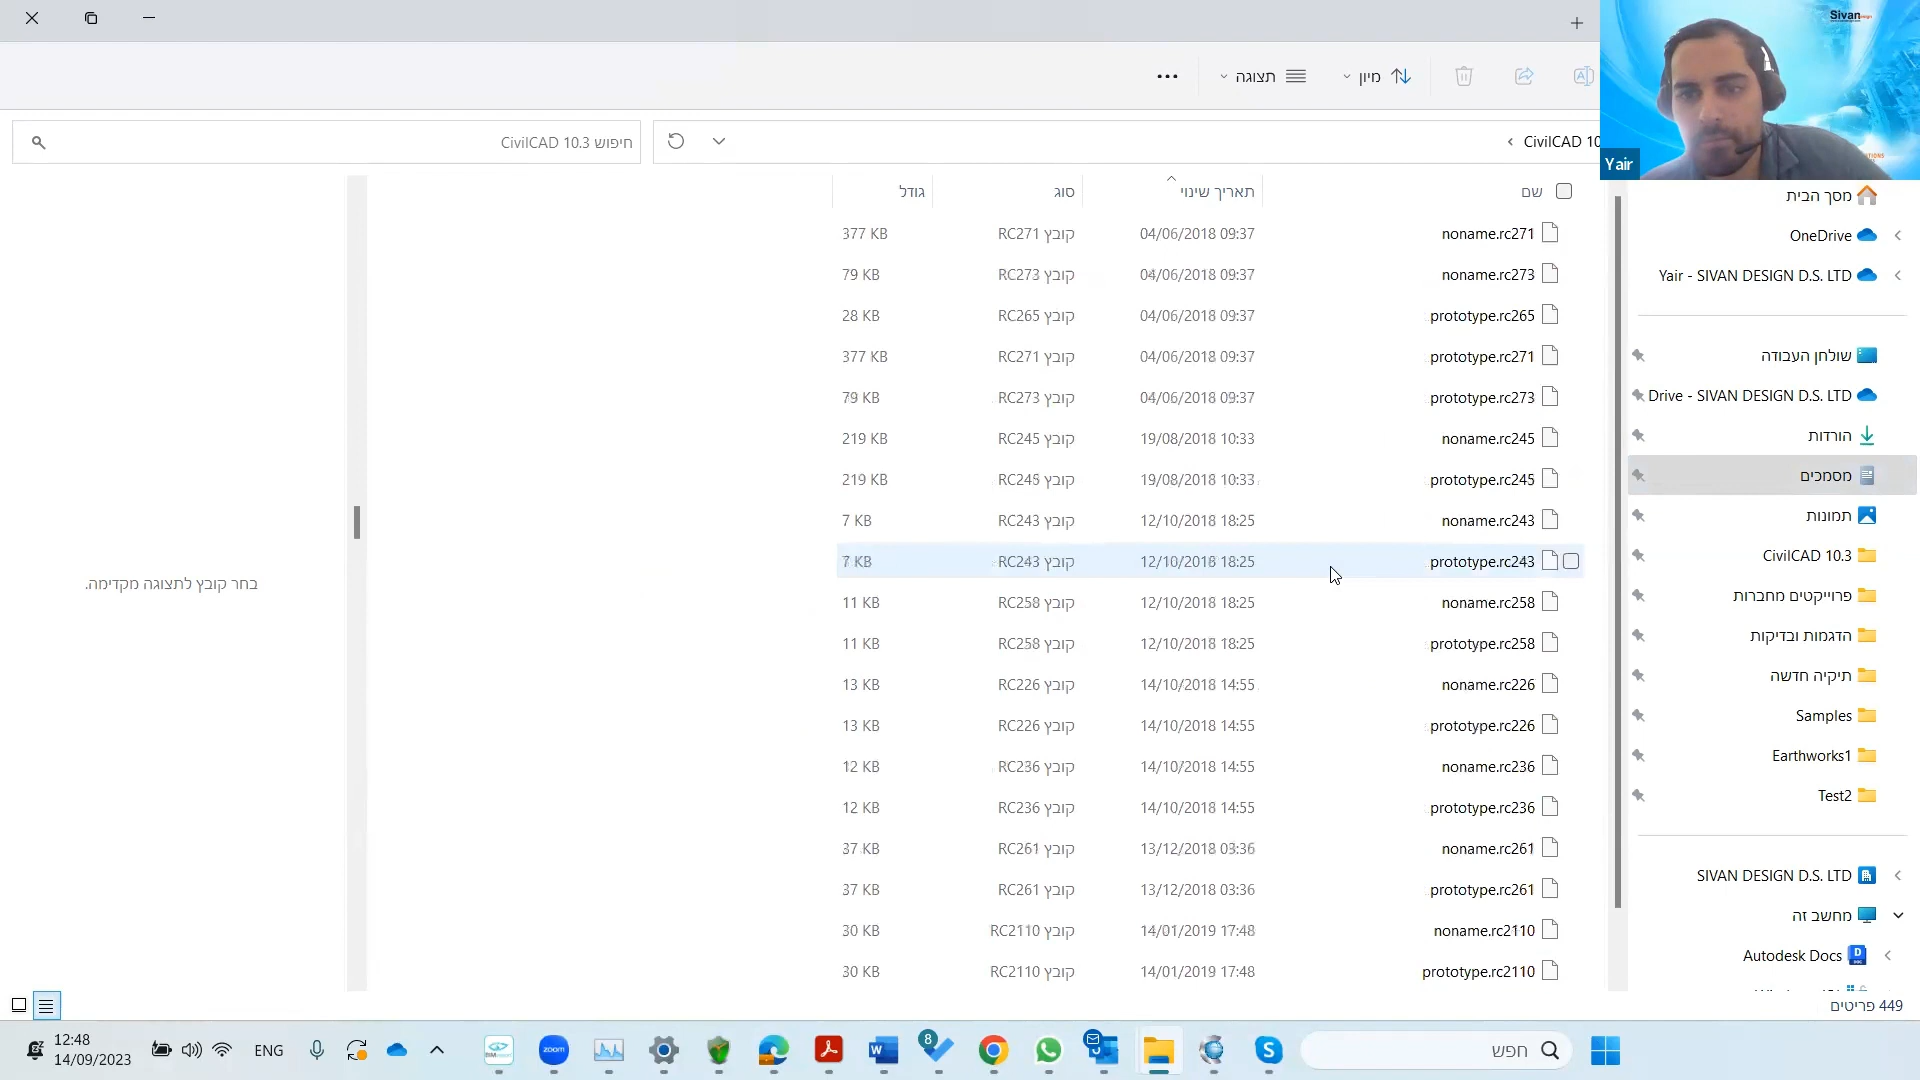 Sivan
Yair
תצוגה
מיון
חיפוש CivilCAD 10.3
CivilCAD 10
שם
תאריך שינוי
סוג
גודל
noname.rc271 04/06/2018 09:37 קובץ RC271 377 KB
noname.rc273 04/06/2018 09:37 קובץ RC273 79 KB
prototype.rc265 04/06/2018 09:37 קובץ RC265 28 KB
prototype.rc271 04/06/2018 09:37 קובץ RC271 377 KB
prototype.rc273 04/06/2018 09:37 קובץ RC273 79 KB
noname.rc245 19/08/2018 10:33 קובץ RC245 219 KB
prototype.rc245 19/08/2018 10:33 קובץ RC245 219 KB
noname.rc243 12/10/2018 18:25 קובץ RC243 7 KB
prototype.rc243 12/10/2018 18:25 קובץ RC243 7 KB
noname.rc258 12/10/2018 18:25 קובץ RC258 11 KB
prototype.rc258 12/10/2018 18:25 קובץ RC258 11 KB
noname.rc226 14/10/2018 14:55 קובץ RC226 13 KB
prototype.rc226 14/10/2018 14:55 קובץ RC226 13 KB
noname.rc236 14/10/2018 14:55 קובץ RC236 12 KB
prototype.rc236 14/10/2018 14:55 קובץ RC236 12 KB
noname.rc261 13/12/2018 03:36 קובץ RC261 37 KB
prototype.rc261 13/12/2018 03:36 קובץ RC261 37 KB
noname.rc2110 14/01/2019 17:48 קובץ RC2110 30 KB
prototype.rc2110 14/01/2019 17:48 קובץ RC2110 30 KB
מסך הבית
OneDrive
Yair - SIVAN DESIGN D.S. LTD
שולחן העבודה
Drive - SIVAN DESIGN D.S. LTD
הורדות
מסמכים
תמונות
CivilCAD 10.3
פרוייקטים מחברות
הדגמות ובדיקות
תיקיה חדשה
Samples
Earthworks1
Test2
SIVAN DESIGN D.S. LTD
מחשב זה
Autodesk Docs
בחר קובץ לתצוגה מקדימה.
449 פריטים
חפש
8
zoom
ENG
12:48
14/09/2023